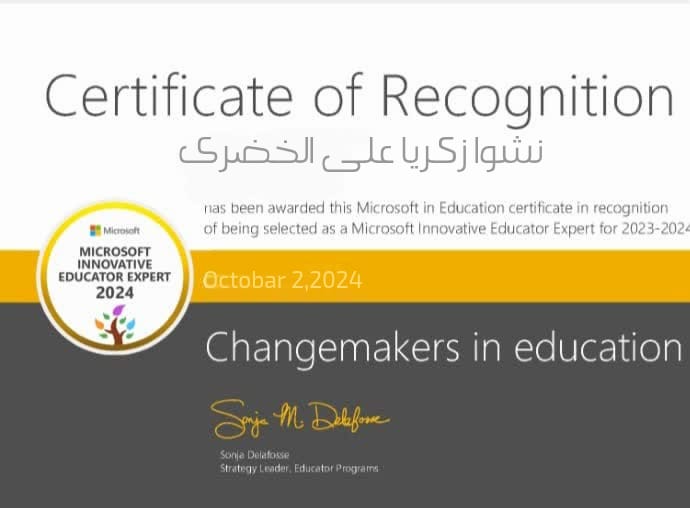 Certificate of Recognition
نشوا زكريا على الخضرى
has been awarded this Microsoft in Education certificate in recognition
of being selected as a Microsoft Innovative Educator Expert for 2023-2024
Microsoft
MICROSOFT
INNOVATIVE
EDUCATOR EXPERT
2024
Octobar 2,2024
Changemakers in education
Sonja M. Delafosse
Sonja Delafosse
Strategy Leader, Educator Programs